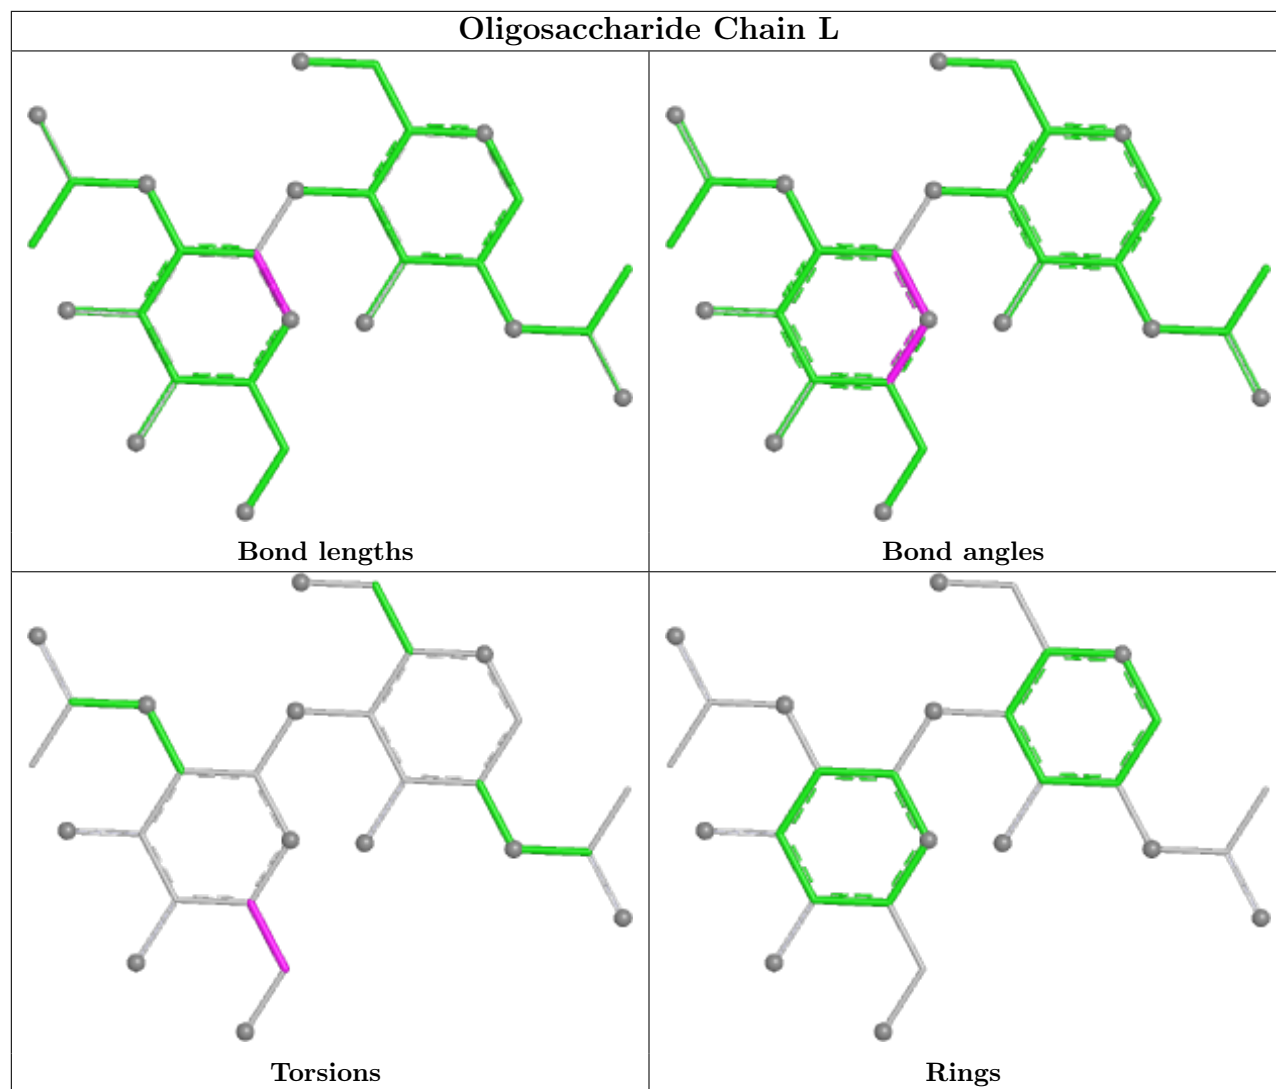 Oligosaccharide Chain L
Bond lengths
Bond angles
Torsions
Rings